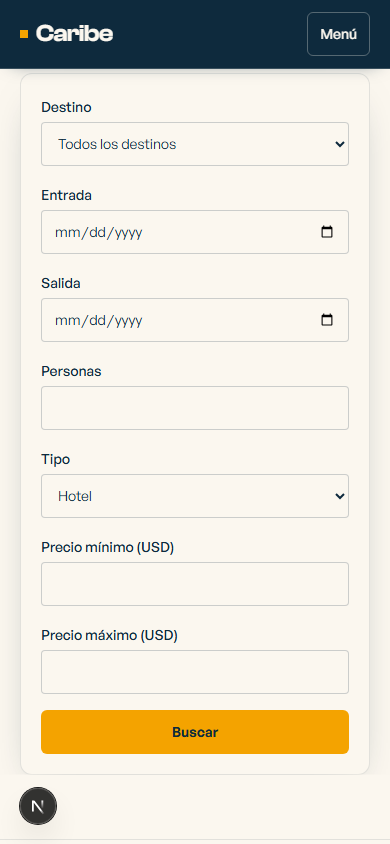 Caribe
Menú
Destino
Todos los destinos
Entrada
mm/dd/yyyy
Salida
mm/dd/yyyy
Personas
Tipo
Hotel
Precio mínimo (USD)
Precio máximo (USD)
Buscar
N